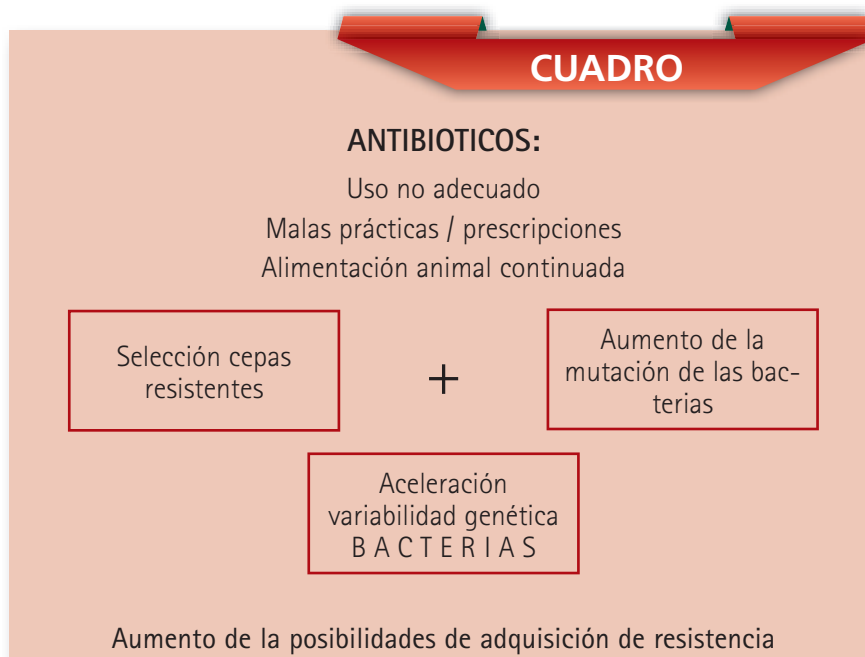 CUADRO
ANTIBIOTICOS:
Uso no adecuado
Malas prácticas / prescripciones
Alimentación animal continuada
Selección cepas
resistentes
+
Aumento de la
mutación de las bac-
terias
Aceleración
variabilidad genética
B A C T E R I A S
Aumento de la posibilidades de adquisición de resistencia